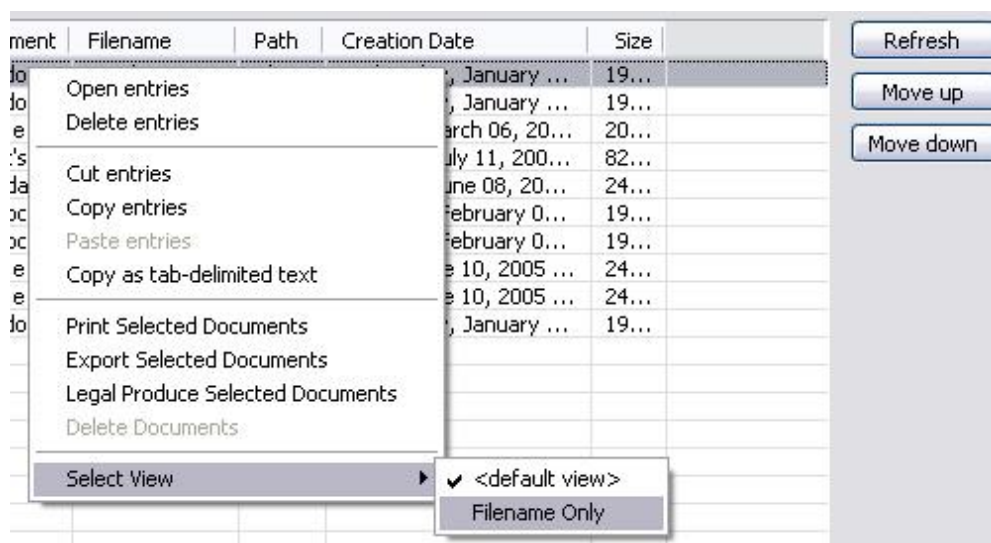 ment Filename Path Creation Date Size Refresh
, January ... 19...
Open entries
, January ... 19...
Move up
Delete entries
arch 06, 20... 20...
Move down
uly 11, 200... 82...
Cut entries
une 08, 20... 24...
Copy entries
ebruary 0... 19...
Paste entries
ebruary 0... 19...
Copy as tab-delimited text
e 10, 2005 ... 24...
e 10, 2005 ... 24...
Print Selected Documents
, January ... 19...
Export Selected Documents
Legal Produce Selected Documents
Delete Documents
Select View
<default view>
Filename Only